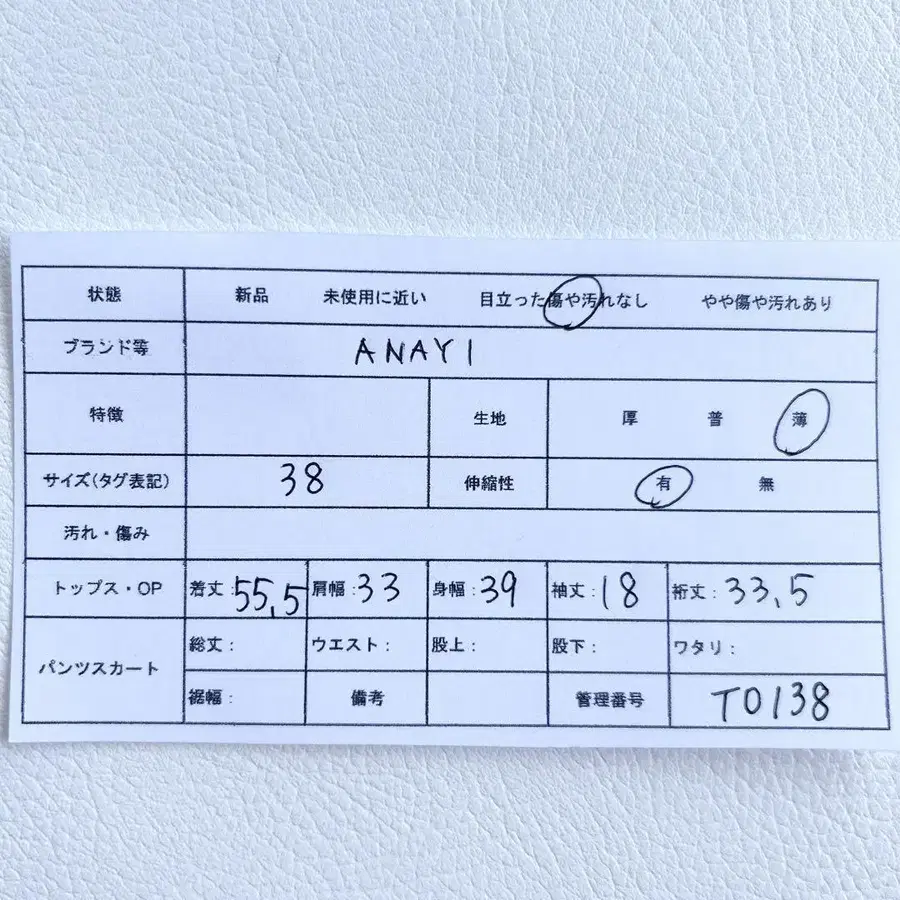 状態 新品 未使用に近い 目立った傷や汚れなし やや傷や汚れあり
ブランド等 ANAYI
特徴 生地 厚 普 薄
サイズ(タグ表記) 38 伸縮性 有 無
汚れ・傷み
トップス・OP 着丈:55,5 肩幅:33 身幅:39 袖丈:18 裄丈:33,5
パンツスカート 総丈: ウエスト: 股上: 股下: ワタリ:
裾幅: 備考 管理番号 T0138